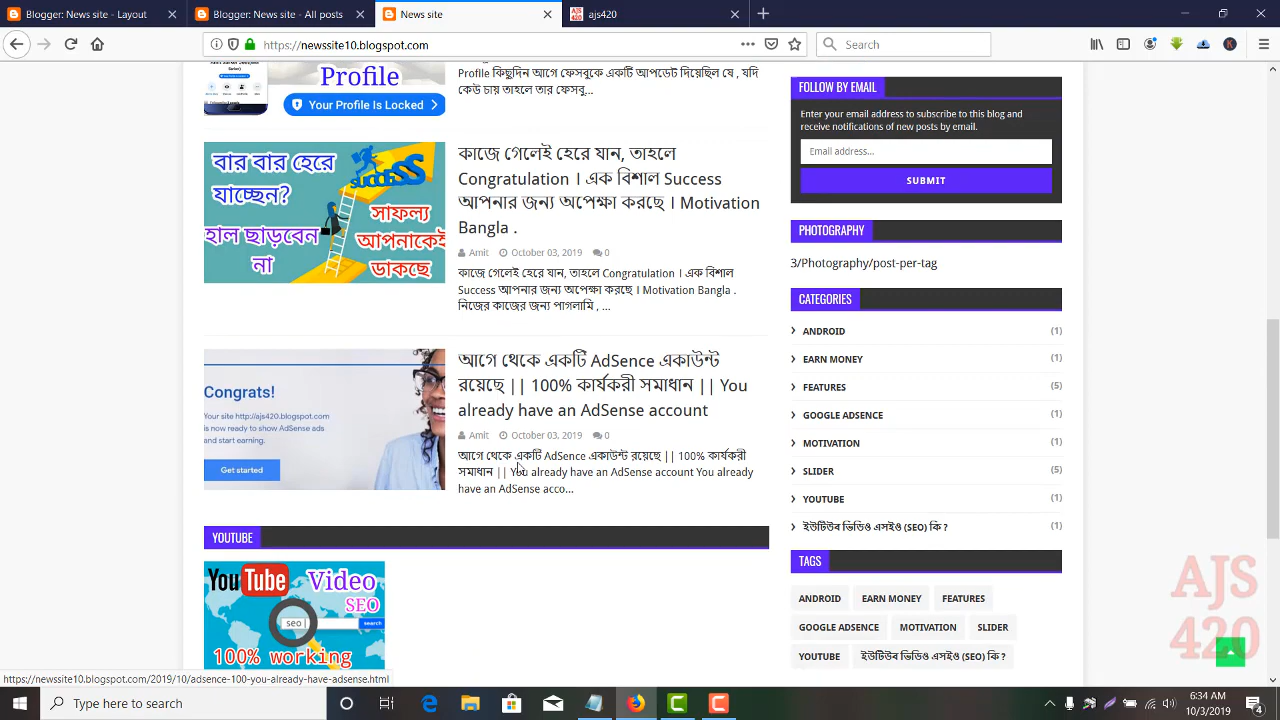 Blogger: News site - Layout
Blogger: News site - All posts
News site
ajs420
https://newssite10.blogspot.com
Search
Profile
Your Profile Is Locked
Profile কিছুদিন আগে ফেসবুকে একটি আপডেট দিয়েছিল যে , যদি
কেউ চায় তাহলে তার ফেসবু...
বার বার হেরে
যাচ্ছেন?
হাল ছাড়বেন
না
success
সাফল্য
আপনাকেই
ডাকছে
কাজে গেলেই হেরে যান, তাহলে
Congratulation । এক বিশাল Success
আপনার জন্য অপেক্ষা করছে । Motivation
Bangla .
Amit October 03, 2019 0
কাজে গেলেই হেরে যান, তাহলে Congratulation । এক বিশাল
Success আপনার জন্য অপেক্ষা করছে । Motivation Bangla .
নিজের কাজের জন্য পাগলামি , ...
Congrats!
Your site http://ajs420.blogspot.com
is now ready to show AdSense ads
and start earning.
Get started
আগে থেকে একটি AdSence একাউন্ট
রয়েছে || 100% কার্যকরী সমাধান || You
already have an AdSense account
Amit October 03, 2019 0
আগে থেকে একটি AdSence একাউন্ট রয়েছে || 100% কার্যকরী
সমাধান || You already have an AdSense account You already
have an AdSense acco...
YOUTUBE
YouTube Video
SEO
seo
search
100% working
FOLLOW BY EMAIL
Enter your email address to subscribe to this blog and
receive notifications of new posts by email.
Email address...
SUBMIT
PHOTOGRAPHY
3/Photography/post-per-tag
CATEGORIES
ANDROID (1)
EARN MONEY (1)
FEATURES (5)
GOOGLE ADSENCE (1)
MOTIVATION (1)
SLIDER (5)
YOUTUBE (1)
ইউটিউব ভিডিও এসইও (SEO) কি ? (1)
TAGS
ANDROID EARN MONEY FEATURES
GOOGLE ADSENCE MOTIVATION SLIDER
YOUTUBE ইউটিউব ভিডিও এসইও (SEO) কি ?
AJS
420
https://newssite10.blogspot.com/2019/10/adsence-100-you-already-have-adsense.html
Type here to search
6:34 AM
10/3/2019